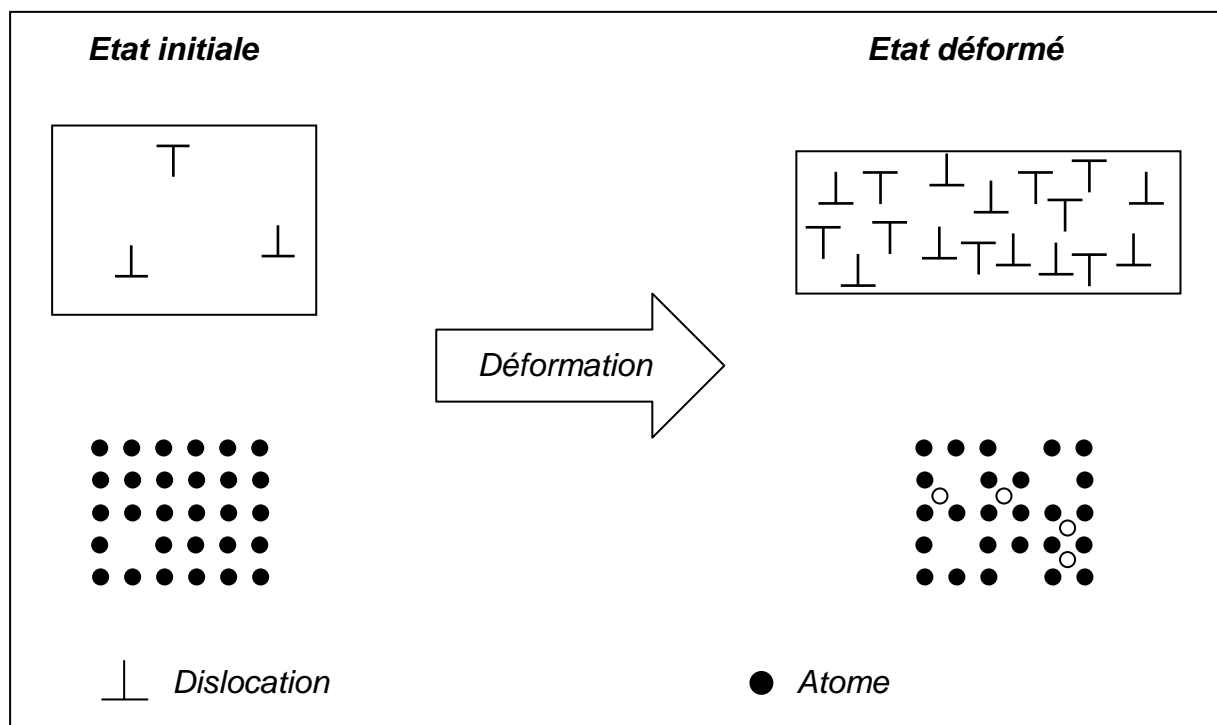 Etat initiale
Etat déformé
Déformation
Dislocation
Atome